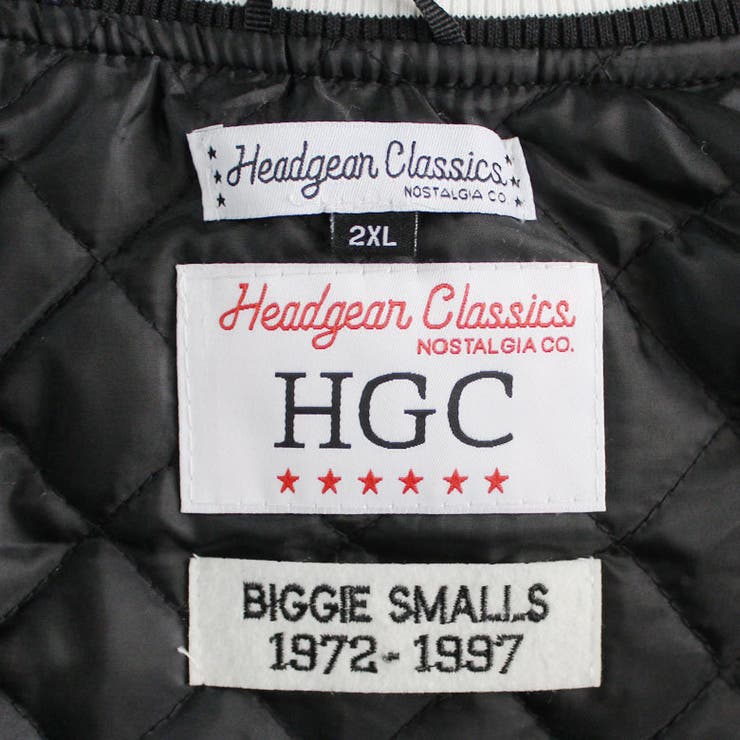 Headgear Classics
NOSTALGIA CO.
2XL
Headgear Classics
NOSTALGIA CO.
HGC
BIGGIE SMALLS
1972-1997